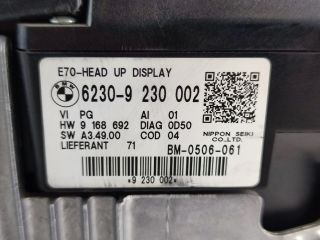 E70-HEAD UP DISPLAY
BMW
6230-9 230 002
VI PG AI 01
HW 9 168 692 DIAG 0D50
SW A3.49.00 COD 04
LIEFERANT 71
NIPPON SEIKI
CO.,LTD.
BM-0506-061
*9 230 002*